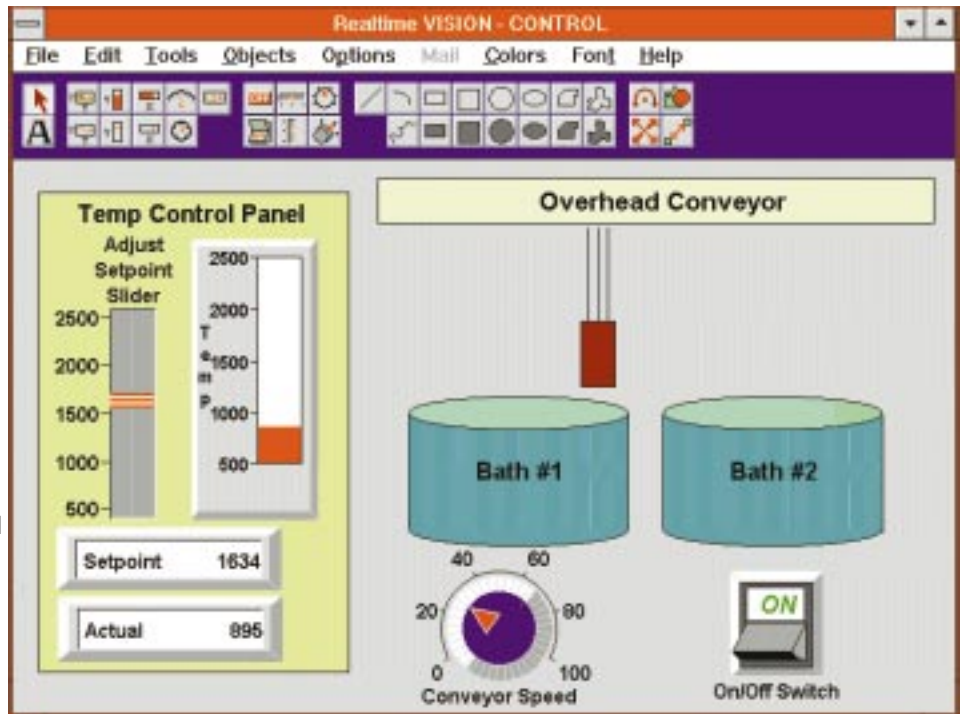 Realtime VISION - CONTROL
File Edit Tools Objects Options Mail Colors Font Help
A
Temp Control Panel
Adjust
Setpoint
Slider
2500
2000
1500
1000
500
2500
2000
1500
1000
500
Temp
Setpoint 1634
Actual 895
Overhead Conveyor
Bath #1
Bath #2
0
20
40
60
80
100
Conveyor Speed
ON
On/Off Switch